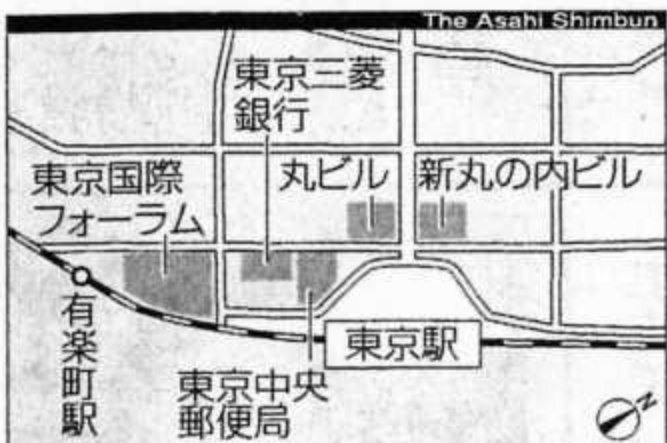 The Asahi Shimbun
東京三菱
銀行
東京国際
フォーラム
丸ビル
新丸の内ビル
有楽町駅
東京駅
東京中央
郵便局
N